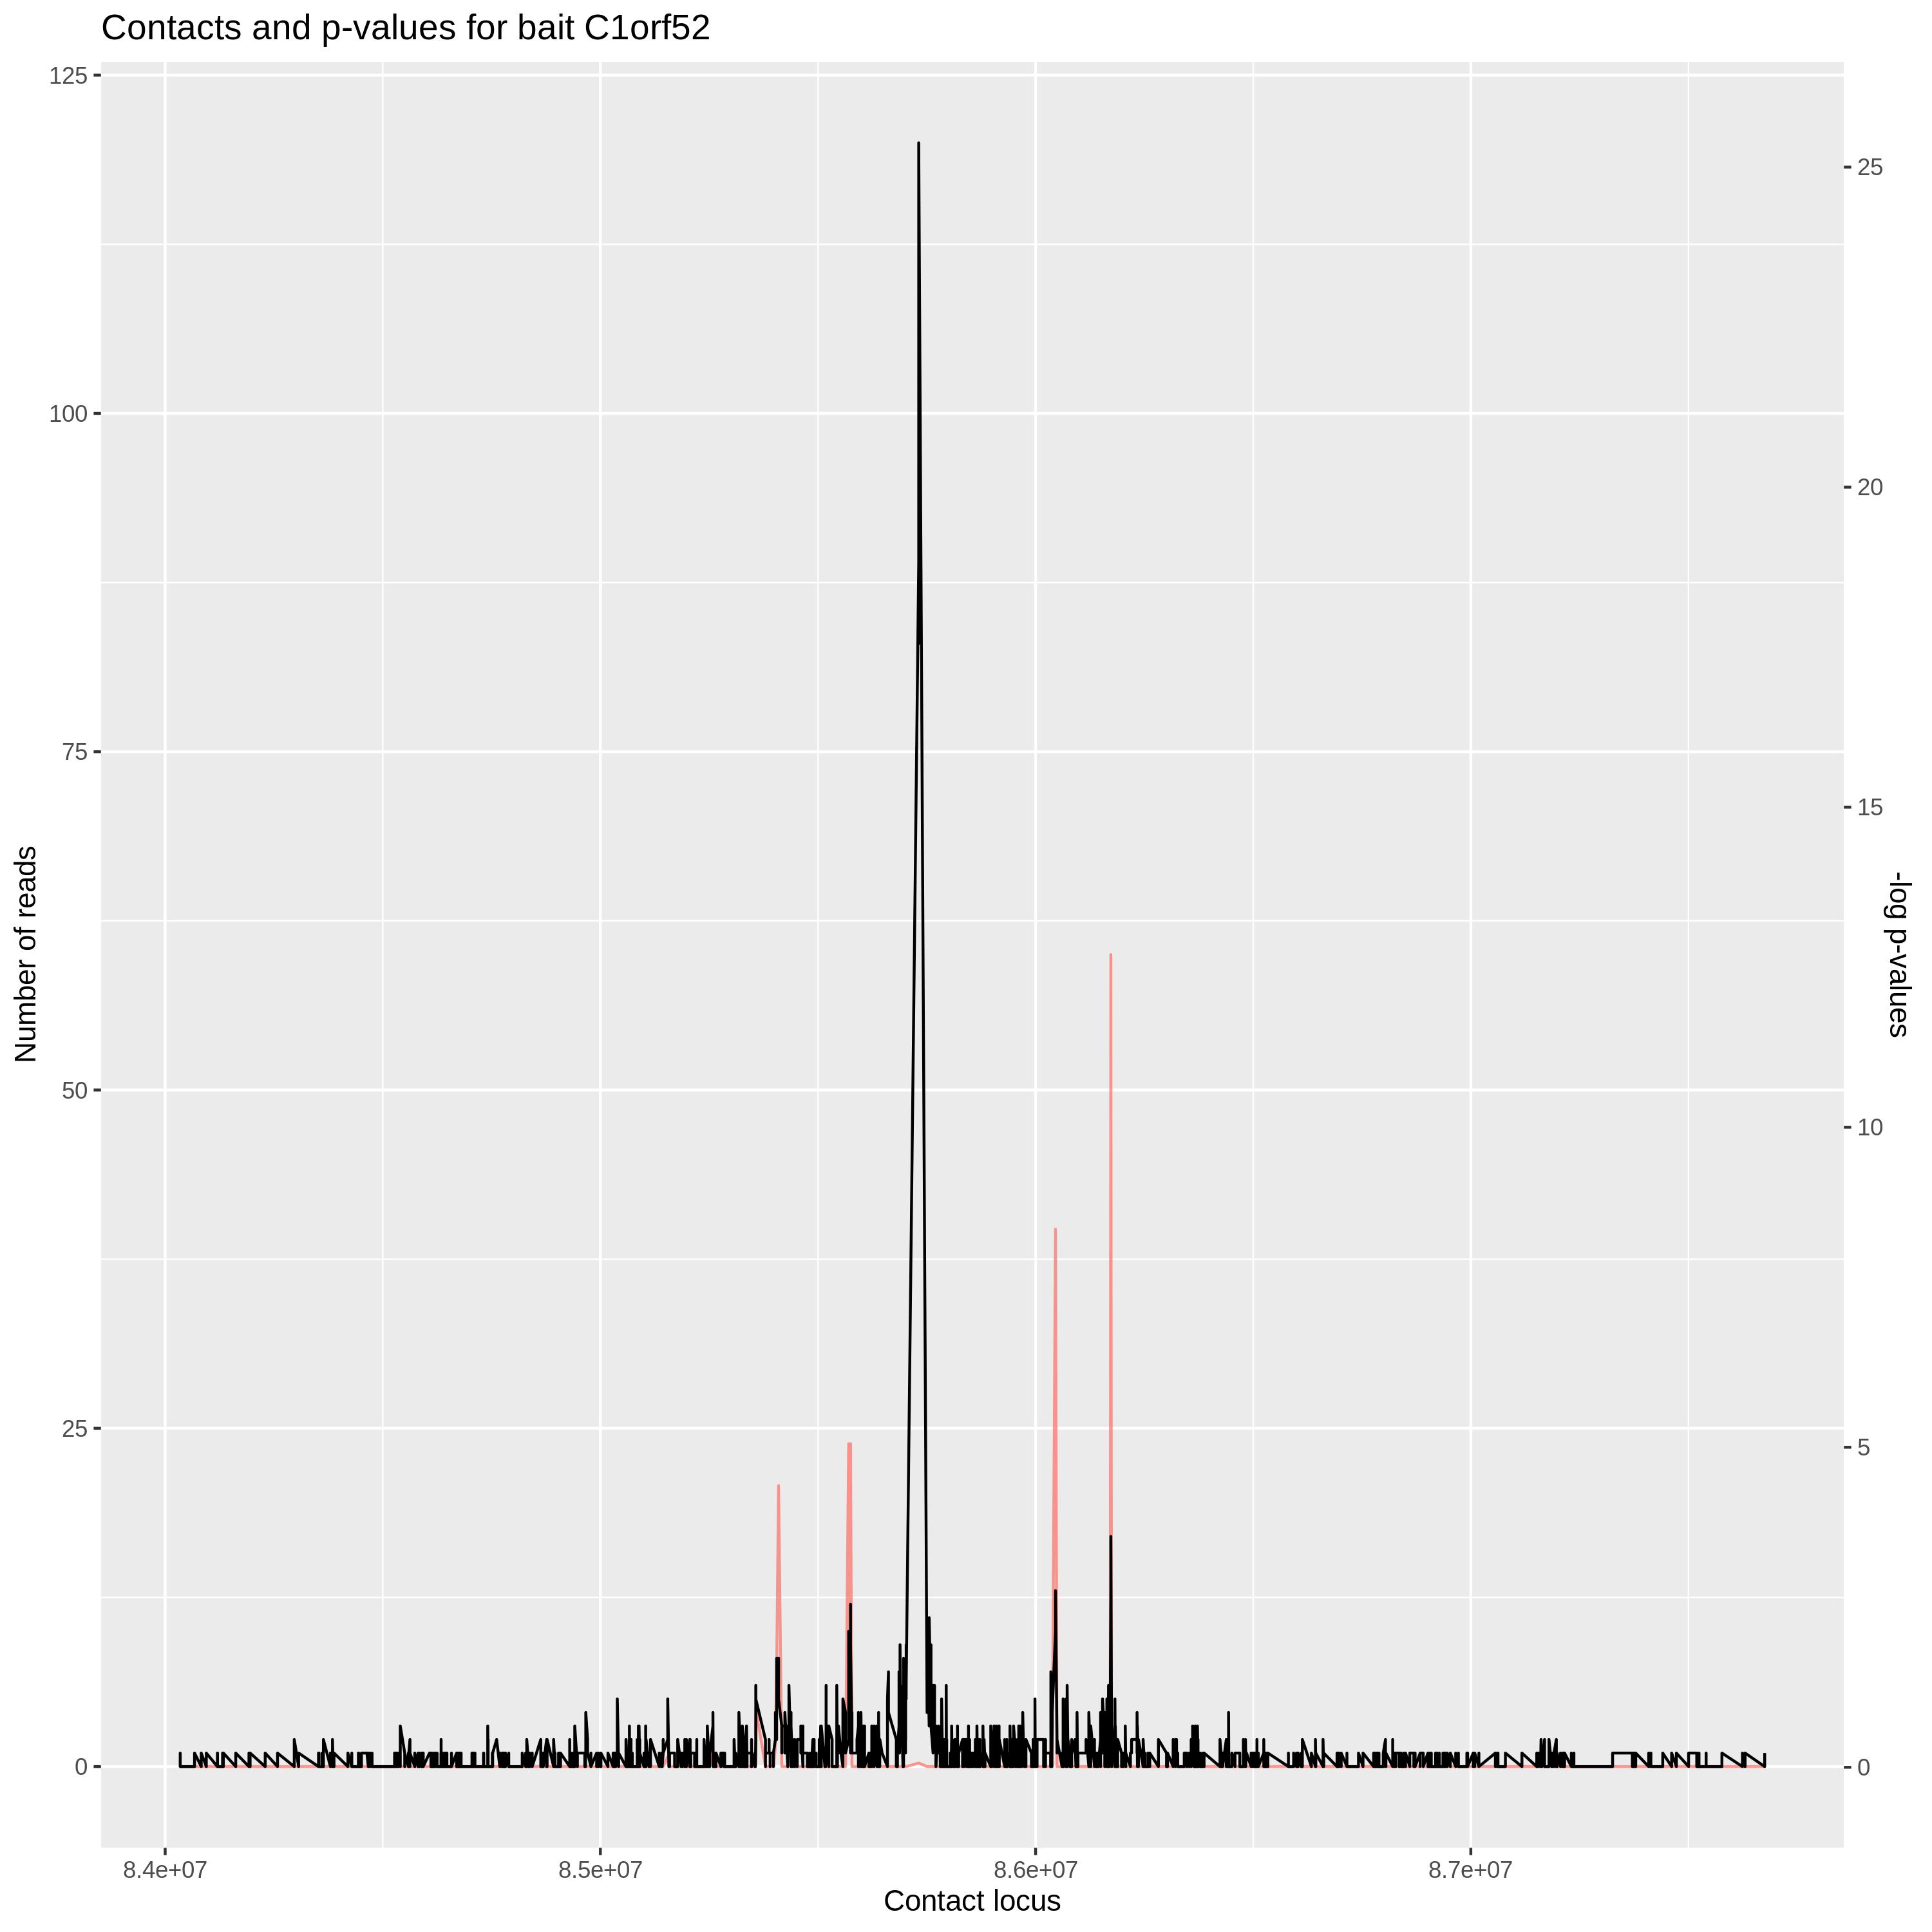 Contacts and p-values for bait C1orf52
125
100
75
50
25
0
Number of reads
25
20
15
10
5
0
-log p-values
8.4e+07
8.5e+07
8.6e+07
8.7e+07
Contact locus